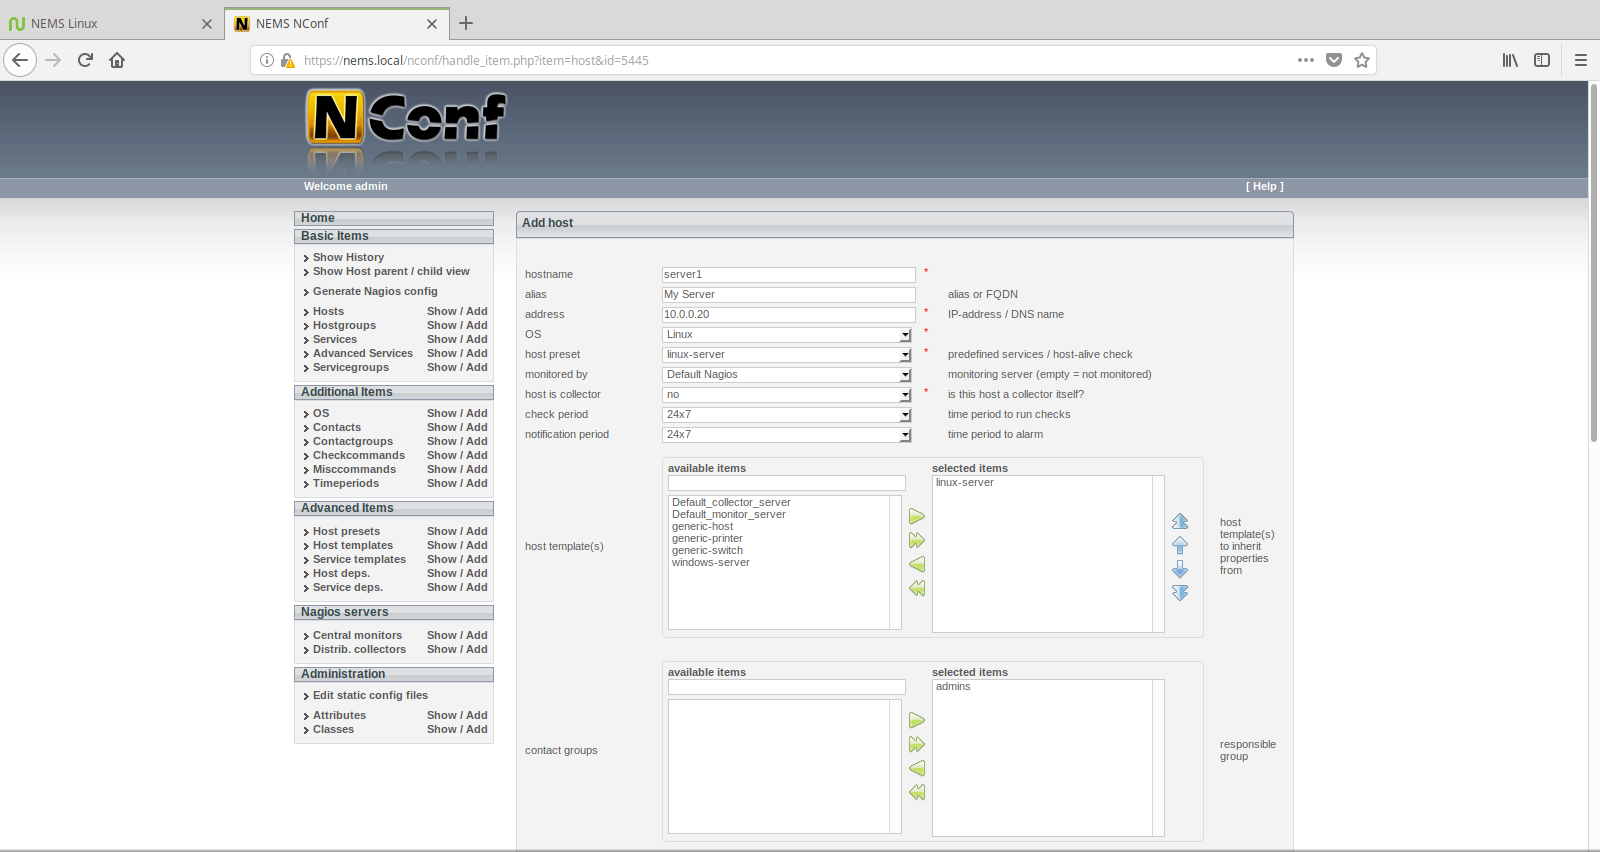 NEMS Linux
NEMS NConf
https://nems.local/nconf/handle_item.php?item=host&id=5445
NConf
Welcome admin
[ Help ]
Home
Basic Items
Show History
Show Host parent / child view
Generate Nagios config
Hosts Show / Add
Hostgroups Show / Add
Services Show / Add
Advanced Services Show / Add
Servicegroups Show / Add
Additional Items
OS Show / Add
Contacts Show / Add
Contactgroups Show / Add
Checkcommands Show / Add
Misccommands Show / Add
Timeperiods Show / Add
Advanced Items
Host presets Show / Add
Host templates Show / Add
Service templates Show / Add
Host deps. Show / Add
Service deps. Show / Add
Nagios servers
Central monitors Show / Add
Distrib. collectors Show / Add
Administration
Edit static config files
Attributes Show / Add
Classes Show / Add
Add host
hostname server1 *
alias My Server alias or FQDN
address 10.0.0.20 * IP-address / DNS name
OS Linux *
host preset linux-server * predefined services / host-alive check
monitored by Default Nagios monitoring server (empty = not monitored)
host is collector no * is this host a collector itself?
check period 24x7 time period to run checks
notification period 24x7 time period to alarm
host template(s)
available items
Default_collector_server
Default_monitor_server
generic-host
generic-printer
generic-switch
windows-server
selected items
linux-server
host
template(s)
to inherit
properties
from
contact groups
available items
selected items
admins
responsible
group